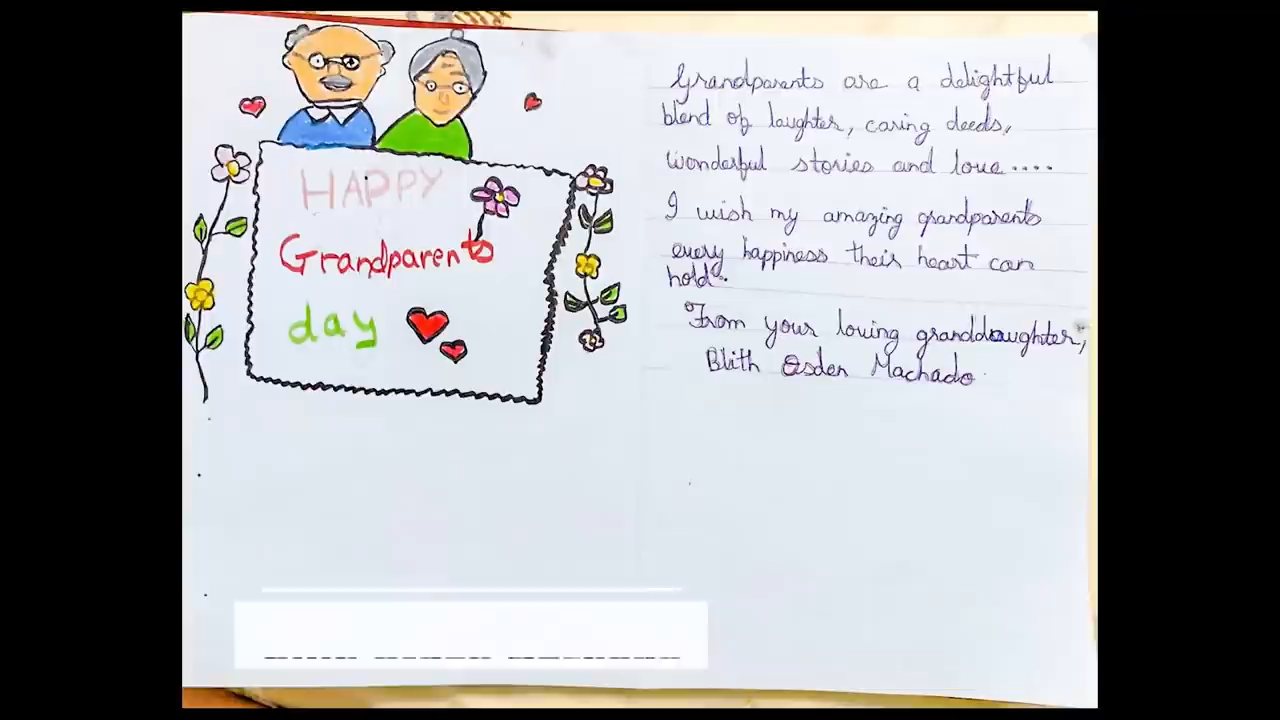 HAPPY
Grandparents
day
Grandparents are a delightful
blend of laughter, caring deeds,
wonderful stories and love....
I wish my amazing grandparents
every happiness their heart can
hold.
From your loving granddaughter,
Blith Osden Machado.